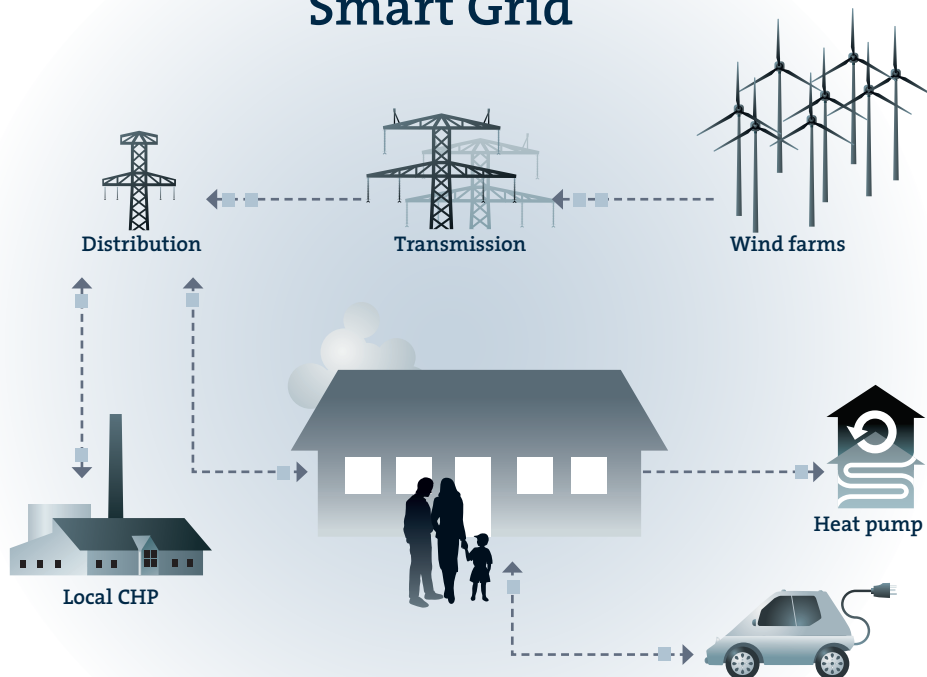 Smart Grid
Distribution
Transmission
Wind farms
Heat pump
Local CHP